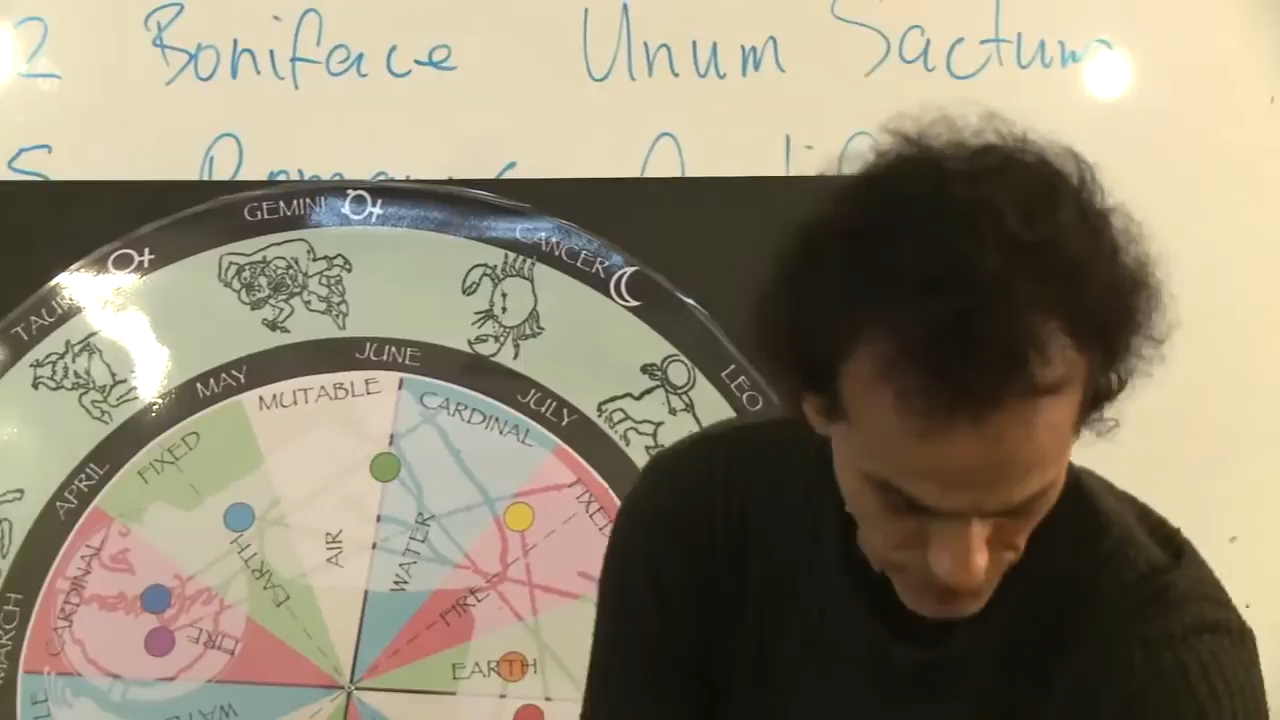 2 Boniface Unum Sactum
GEMINI
CANCER
LEO
JUNE
MAY
JULY
APRIL
MARCH
MUTABLE
CARDINAL
FIXED
FIXED
CARDINAL
AIR
WATER
EARTH
FIRE
FIRE
EARTH